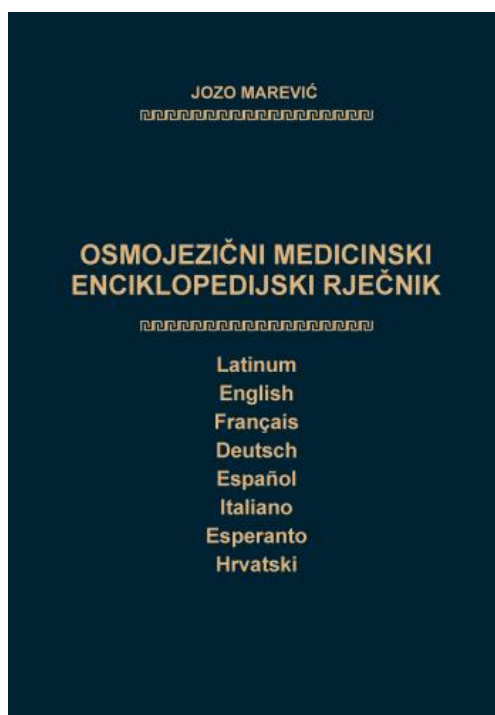 JOZO MAREVIĆ
OSMOJEZIČNI MEDICINSKI
ENCIKLOPEDIJSKI RJEČNIK
Latinum
English
Français
Deutsch
Español
Italiano
Esperanto
Hrvatski